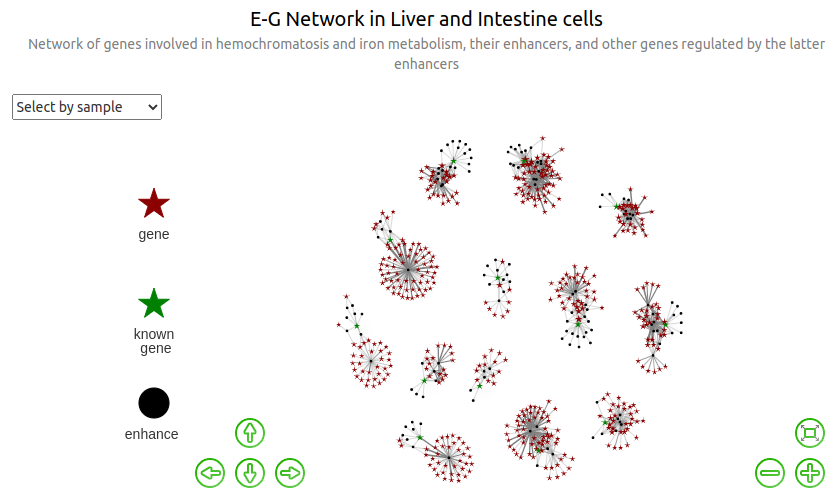 E-G Network in Liver and Intestine cells
Network of genes involved in hemochromatosis and iron metabolism, their enhancers, and other genes regulated by the latter
enhancers
Select by sample
gene
known
gene
enhance